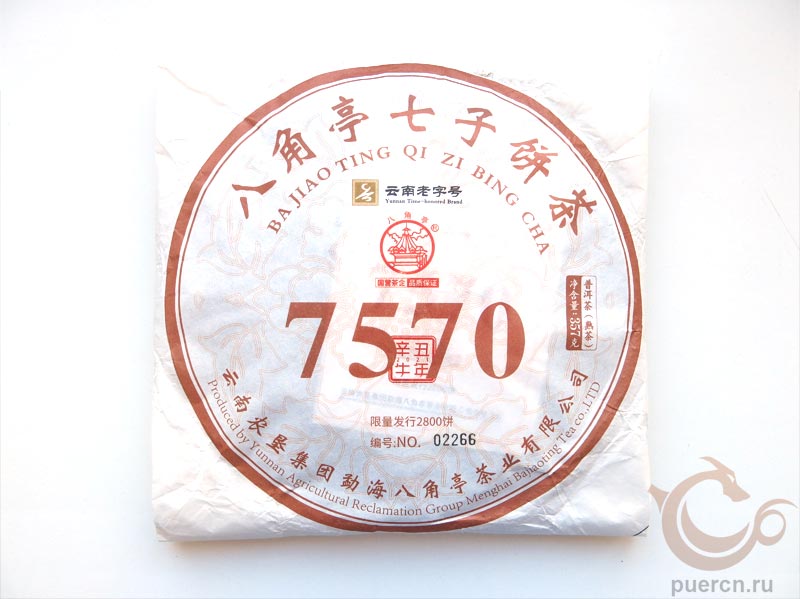 八角亭七子饼茶
BA JIAO TING QI ZI BING CHA
云南老字号
Yunnan Time-honored Brand
八角亭®
国营茶企 品质保证
7570
辛丑
2021
牛年
普洱茶(熟茶)
净含量:357克
限量发行2800饼
编号:NO. 02266
云南农垦集团勐海八角亭茶业有限公司
Produced by Yunnan Agricultural Reclamation Group Menghai Bajiaoting Tea co.,LTD
puercn.ru